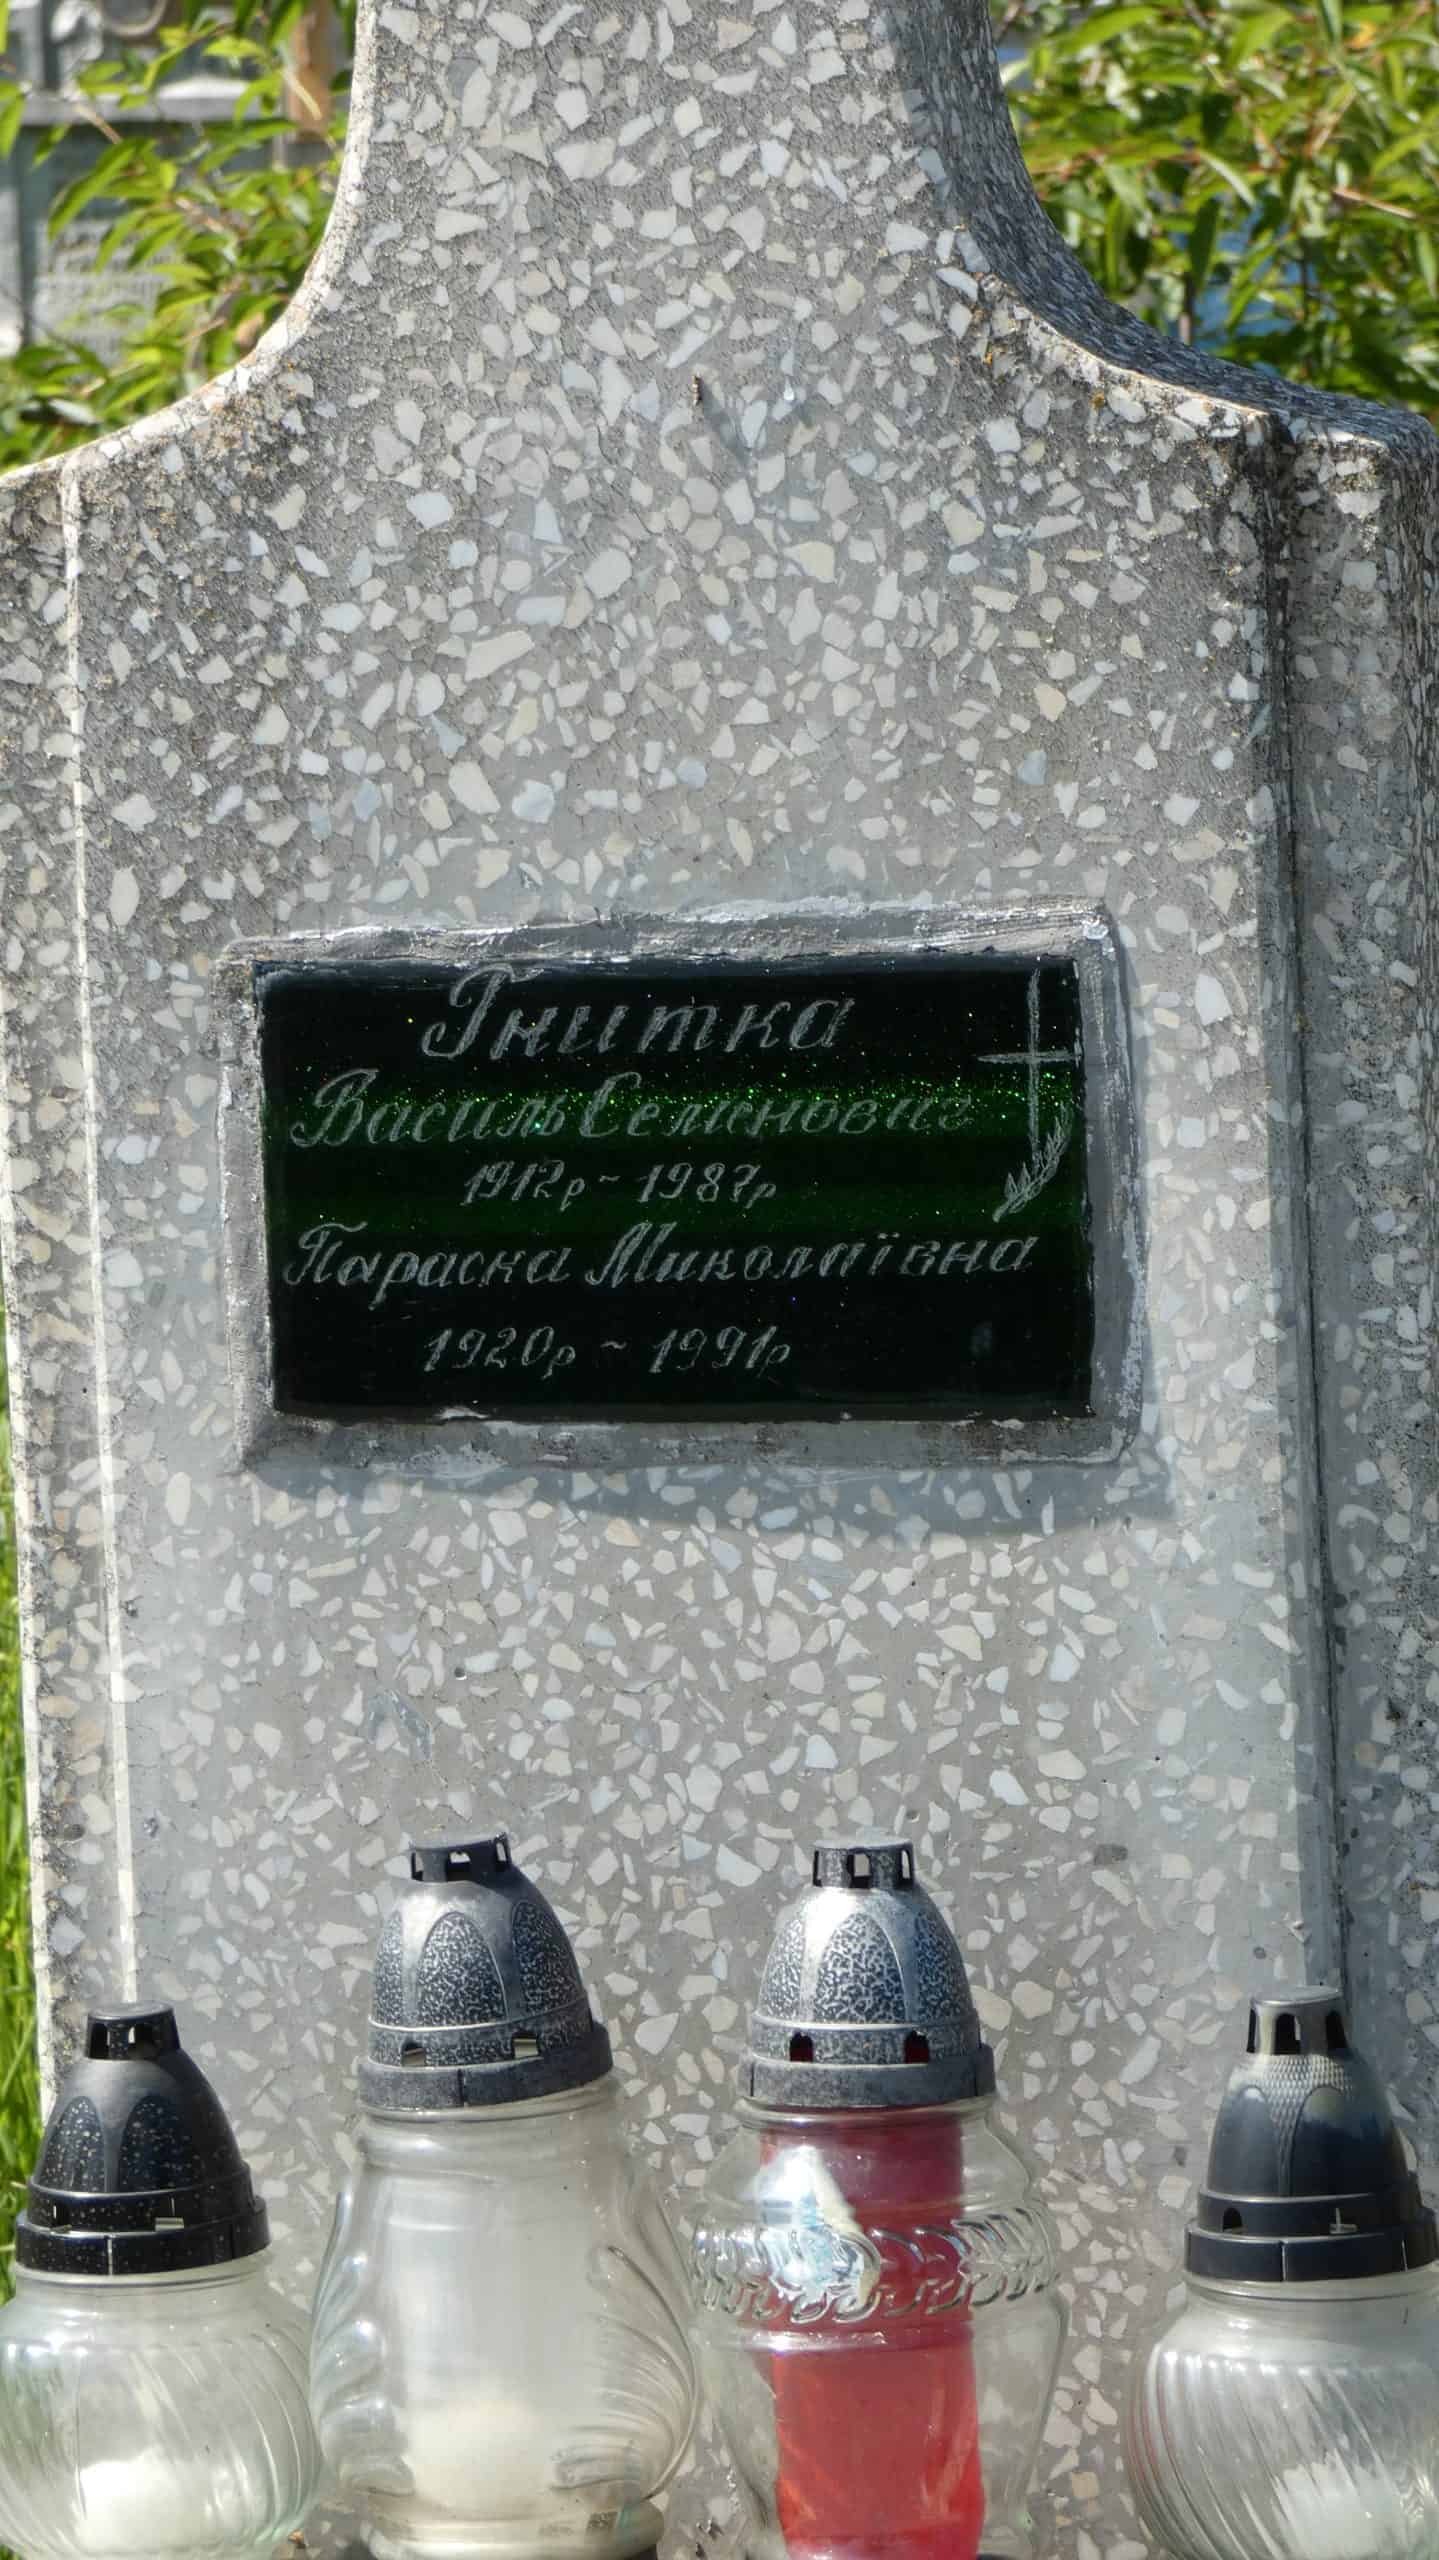 Гнитка
Василь Семенович
1912р ~ 1987р
Параска Миколаївна
1920р ~ 1991р